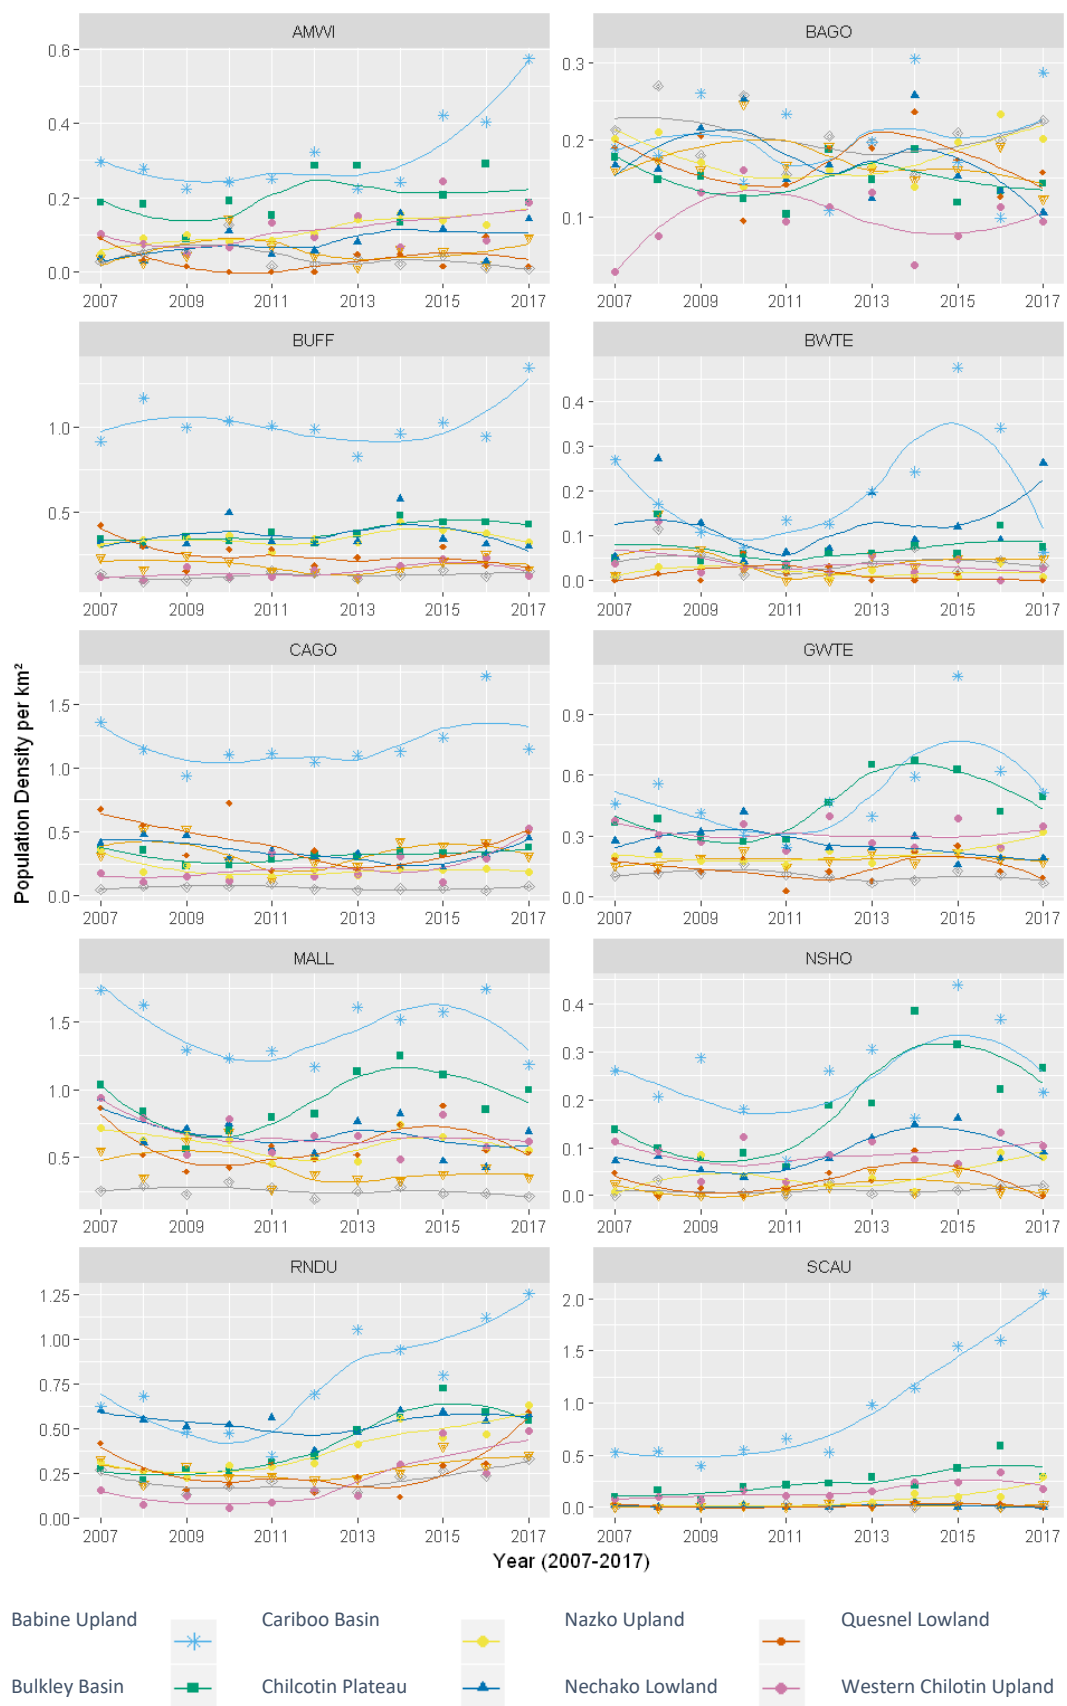 AMWI BAGO
0.6
0.4
0.2
0.0
0.3
0.2
0.1
2007 2009 2011 2013 2015 2017
2007 2009 2011 2013 2015 2017
BUFF BWTE
1.0
0.5
0.4
0.3
0.2
0.1
0.0
2007 2009 2011 2013 2015 2017
2007 2009 2011 2013 2015 2017
CAGO GWTE
1.5
1.0
0.5
0.0
0.9
0.6
0.3
0.0
2007 2009 2011 2013 2015 2017
2007 2009 2011 2013 2015 2017
Population Density per km²
MALL NSHO
1.5
1.0
0.5
0.4
0.3
0.2
0.1
0.0
2007 2009 2011 2013 2015 2017
2007 2009 2011 2013 2015 2017
RNDU SCAU
1.25
1.00
0.75
0.50
0.25
0.00
2.0
1.5
1.0
0.5
0.0
2007 2009 2011 2013 2015 2017
2007 2009 2011 2013 2015 2017
Year (2007-2017)
Babine Upland Cariboo Basin Nazko Upland Quesnel Lowland
Bulkley Basin Chilcotin Plateau Nechako Lowland Western Chilotin Upland